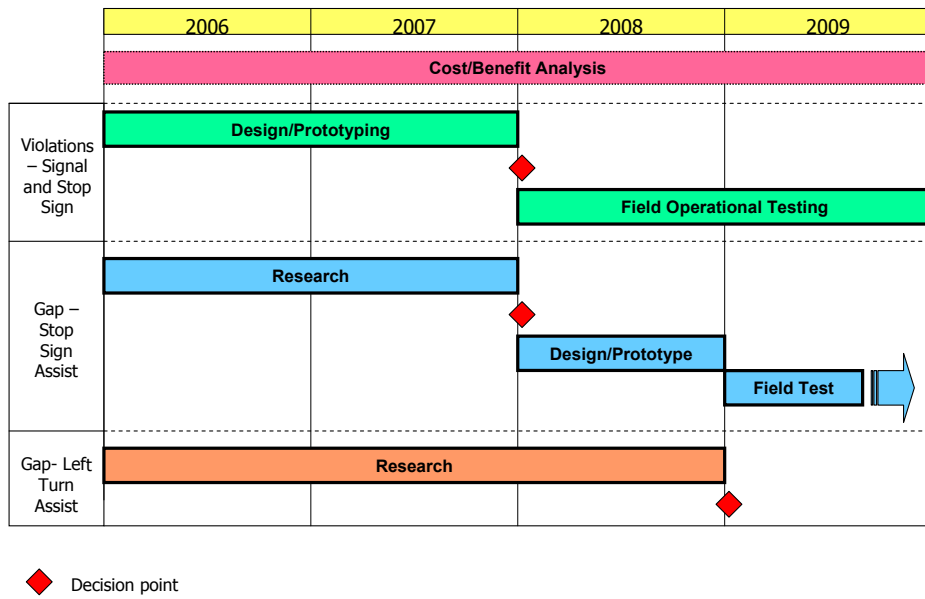 2006 2007 2008 2009
Cost/Benefit Analysis
Violations
– Signal
and Stop
Sign
Design/Prototyping
Field Operational Testing
Gap –
Stop
Sign
Assist
Research
Design/Prototype
Field Test
Gap- Left
Turn
Assist
Research
Decision point